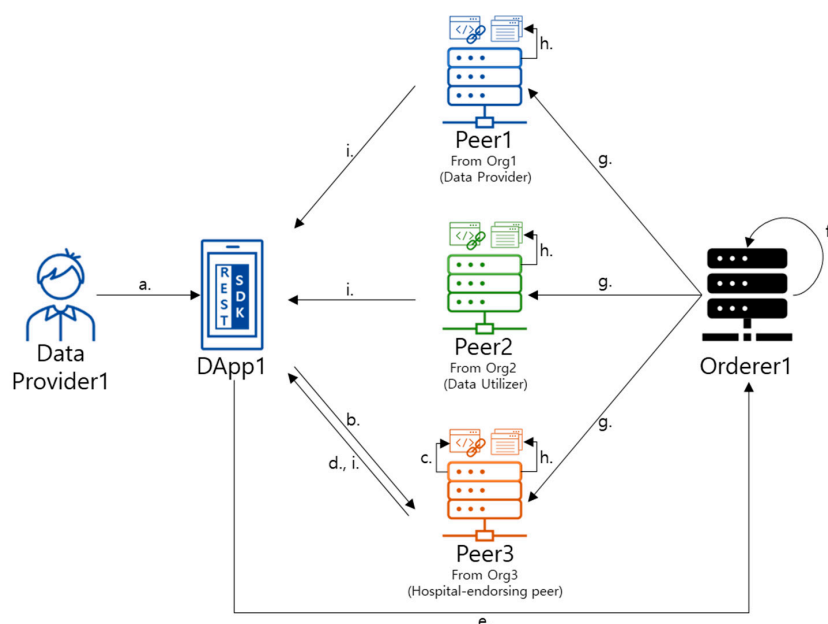 h.
Peer1
From Org1
(Data Provider)
i.
g.
a.
REST
SDK
Data
Provider1
DApp1
i.
h.
Peer2
From Org2
(Data Utilizer)
g.
f.
Orderer1
b.
d., i.
c.
h.
g.
Peer3
From Org3
(Hospital-endorsing peer)
e.